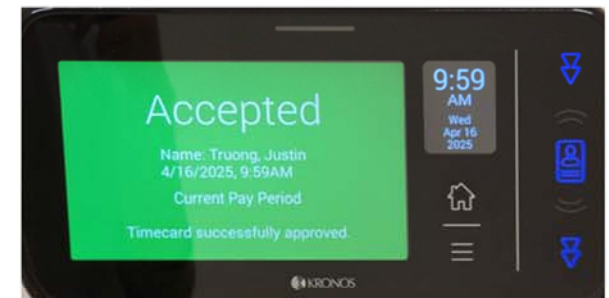 Accepted
Name: Truong, Justin
4/16/2025, 9:59AM
Current Pay Period
Timecard successfully approved.
9:59
AM
Wed
Apr 16
2025
KRONOS